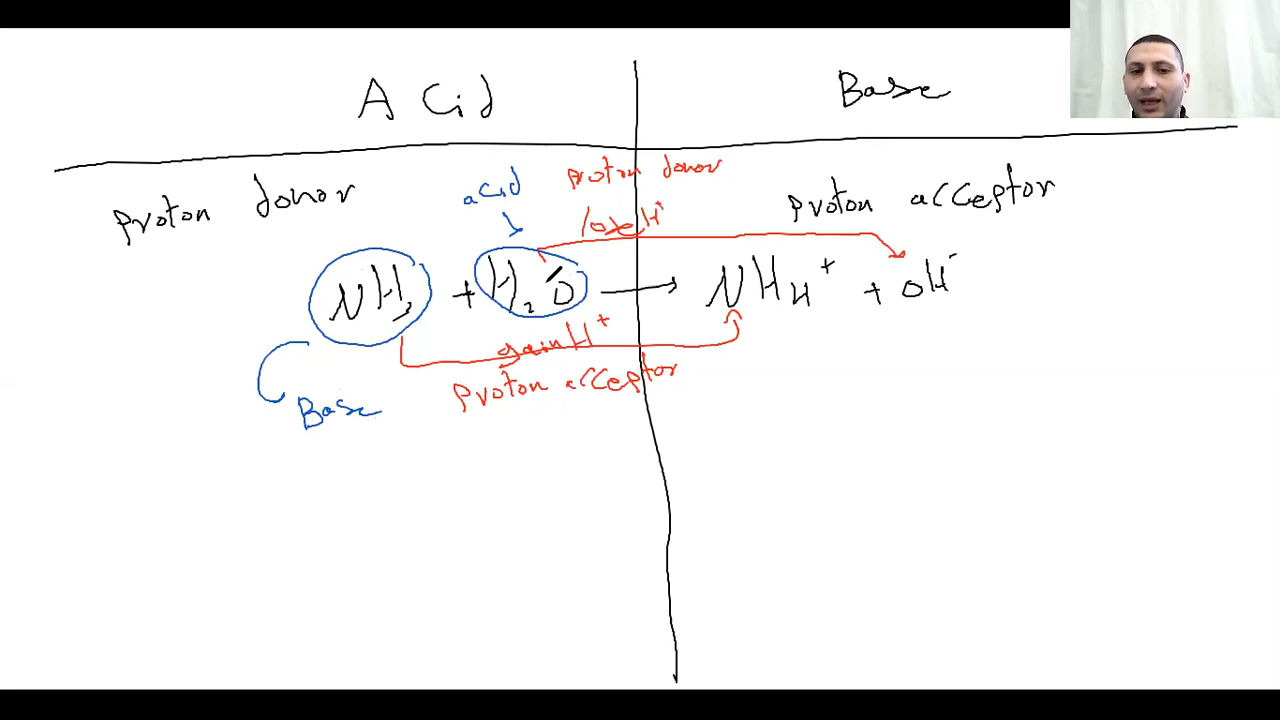 Acid
Base
Proton donor
acid
Proton donor
lose H⁺
Proton acceptor
NH₃ + H₂O → NH₄⁺ + OH⁻
gain H⁺
Proton acceptor
Base